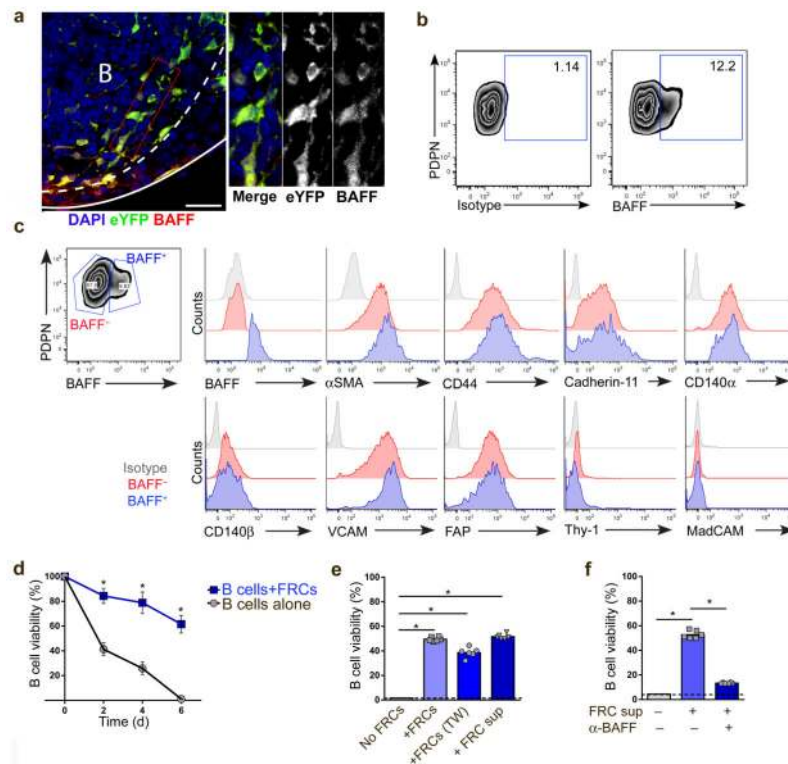 a
B
DAPI eYFP BAFF
Merge eYFP BAFF
b
PDPN
1.14
12.2
Isotype
BAFF
c
PDPN
BAFF⁺
BAFF⁻
BAFF
Counts
BAFF
αSMA
CD44
Cadherin-11
CD140α
Isotype
BAFF⁻
BAFF⁺
Counts
CD140β
VCAM
FAP
Thy-1
MadCAM
d
B cell viability (%)
100
80
60
40
20
0 2 4 6
Time (d)
* * *
B cells+FRCs
B cells alone
e
B cell viability (%)
100
80
60
40
20
*
*
*
No FRCs
+FRCs
+FRCs (TW)
+ FRC sup
f
B cell viability (%)
100
80
60
40
20
* *
FRC sup – + +
α-BAFF – – +